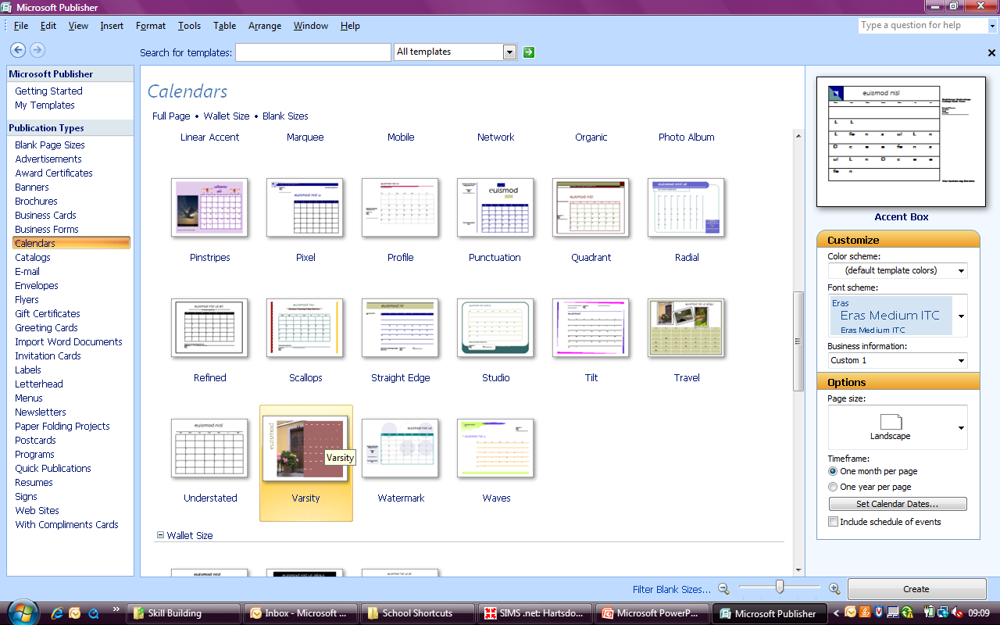 Microsoft Publisher
File Edit View Insert Format Tools Table Arrange Window Help
Type a question for help
Search for templates:
All templates
Microsoft Publisher
Getting Started
My Templates
Publication Types
Blank Page Sizes
Advertisements
Award Certificates
Banners
Brochures
Business Cards
Business Forms
Calendars
Catalogs
E-mail
Envelopes
Flyers
Gift Certificates
Greeting Cards
Import Word Documents
Invitation Cards
Labels
Letterhead
Menus
Newsletters
Paper Folding Projects
Postcards
Programs
Quick Publications
Resumes
Signs
Web Sites
With Compliments Cards
Calendars
Full Page • Wallet Size • Blank Sizes
Linear Accent Marquee Mobile Network Organic Photo Album
euismod
Pinstripes Pixel Profile Punctuation Quadrant Radial
Refined Scallops Straight Edge Studio Tilt Travel
euismod nisl
euismod
Varsity
Understated Varsity Watermark Waves
Wallet Size
euismod nisl
Accent Box
Customize
Color scheme:
(default template colors)
Font scheme:
Eras
Eras Medium ITC
Eras Medium ITC
Business information:
Custom 1
Options
Page size:
Landscape
Timeframe:
One month per page
One year per page
Set Calendar Dates...
Include schedule of events
Filter Blank Sizes...
Create
Skill Building
Inbox - Microsoft ...
School Shortcuts
SIMS .net: Hartsdo...
Microsoft PowerP...
Microsoft Publisher
09:09